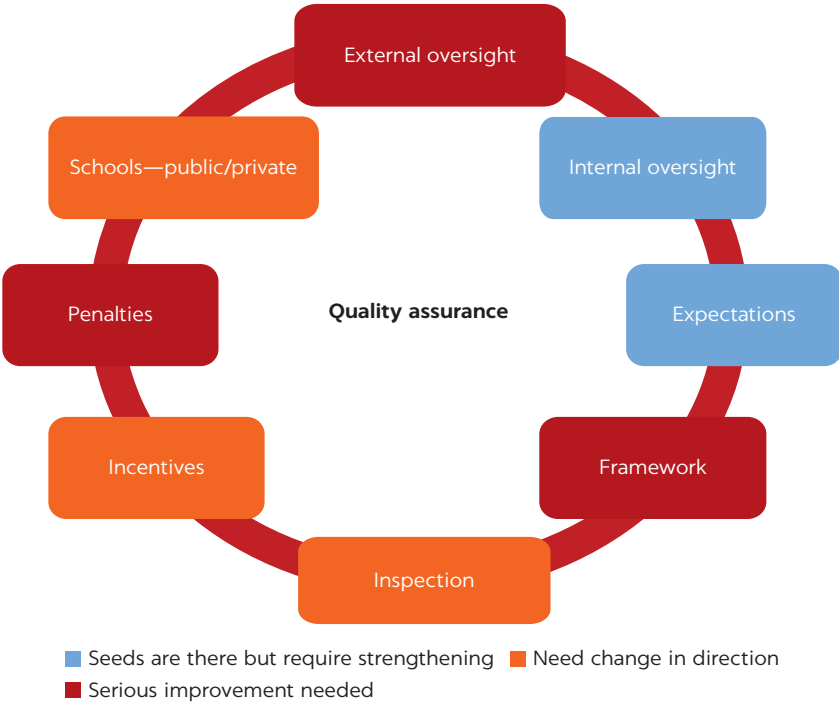 External oversight
Schools—public/private
Internal oversight
Penalties
Quality assurance
Expectations
Incentives
Framework
Inspection
Seeds are there but require strengthening
Need change in direction
Serious improvement needed